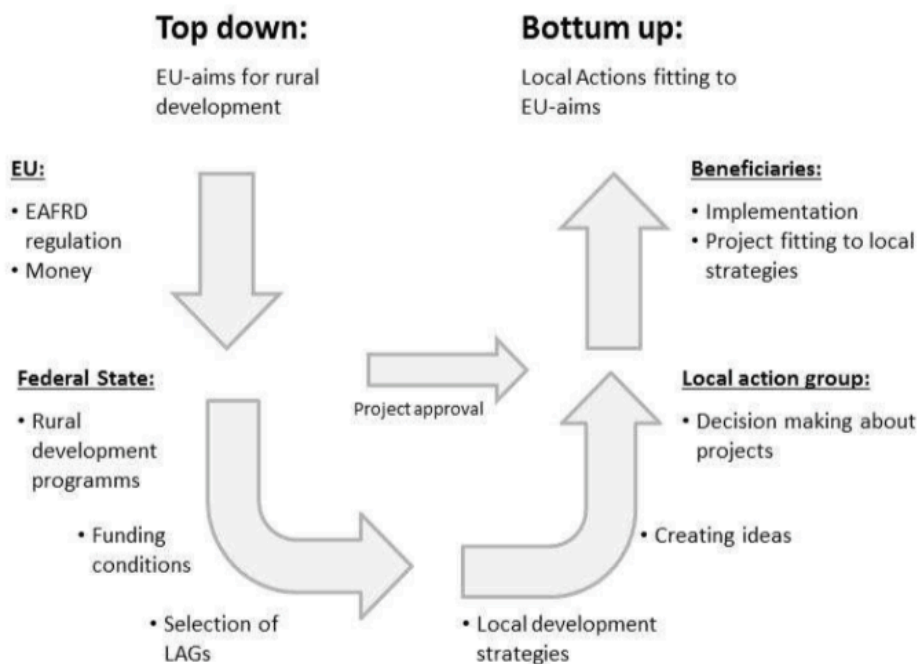 Top down:
EU-aims for rural
development
Bottum up:
Local Actions fitting to
EU-aims
EU:
• EAFRD
regulation
• Money
Beneficiaries:
• Implementation
• Project fitting to local
strategies
Federal State:
• Rural
development
programms
• Funding
conditions
• Selection of
LAGs
Project approval
Local action group:
• Decision making about
projects
• Creating ideas
• Local development
strategies